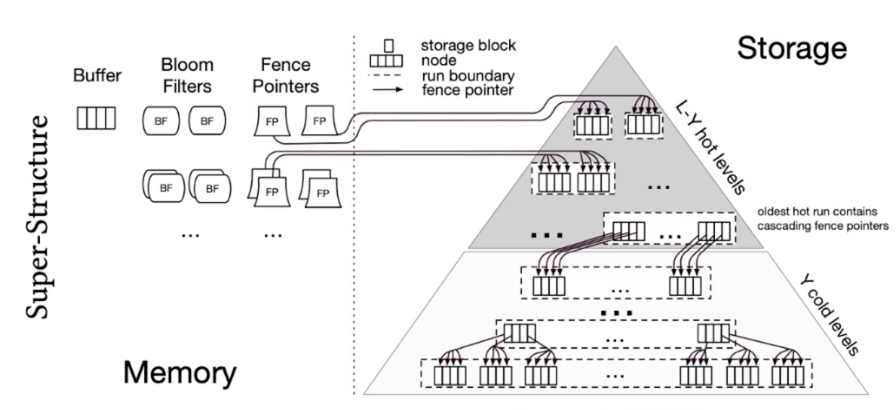 Storage
storage block
node
run boundary
fence pointer
Buffer
Bloom
Filters
Fence
Pointers
BF
BF
FP
FP
BF
BF
FP
FP
...
...
Super-Structure
Memory
L-Y hot levels
...
oldest hot run contains
cascading fence pointers
...
...
...
...
Y cold levels
...
...